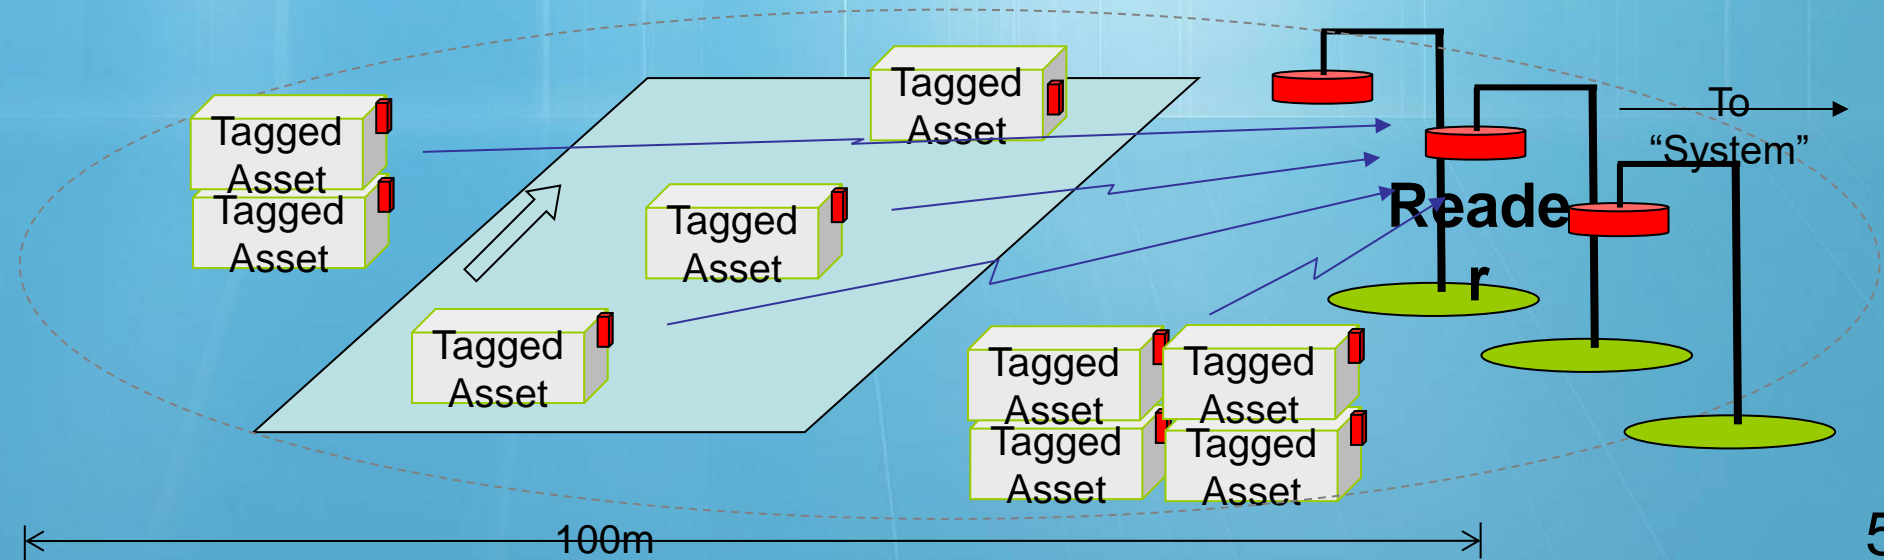 Tagged
Asset
Tagged
Asset
Tagged
Asset
Tagged
Asset
Tagged
Asset
Tagged
Asset
Tagged
Asset
Tagged
Asset
Tagged
Asset
To
“System”
Reade
r
100m
5